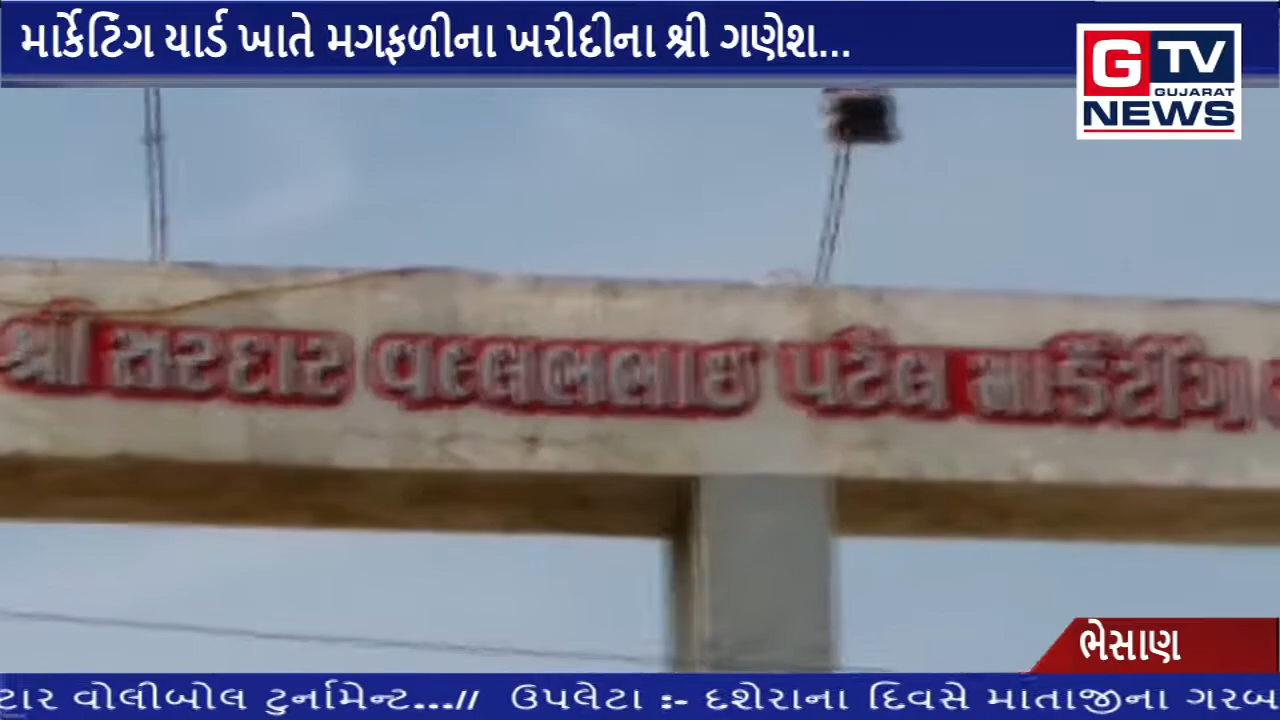 માર્કેટિંગ યાર્ડ ખાતે મગફળીના ખરીદીના શ્રી ગણેશ...
G TV
GUJARAT
NEWS
શ્રી સરદાર વલ્લભભાઇ પટેલ માર્કેટીંગ
ભેસાણ
ટાર વોલીબોલ ટુર્નામેન્ટ...// ઉપલેટા :- દશેરાના દિવસે માતાજીના ગરબ